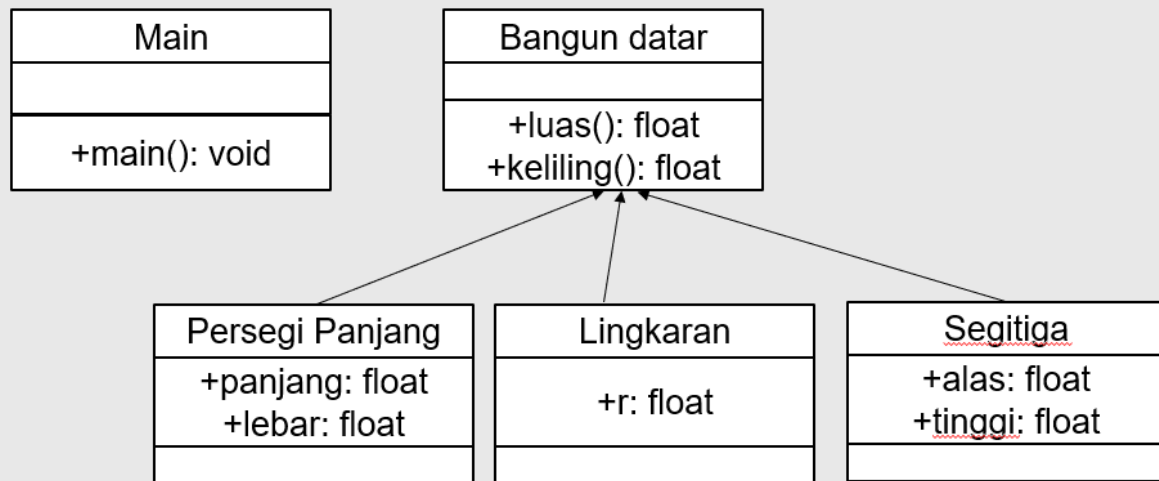 Main
+main(): void
Bangun datar
+luas(): float
+keliling(): float
Persegi Panjang
+panjang: float
+lebar: float
Lingkaran
+r: float
Segitiga
+alas: float
+tinggi: float